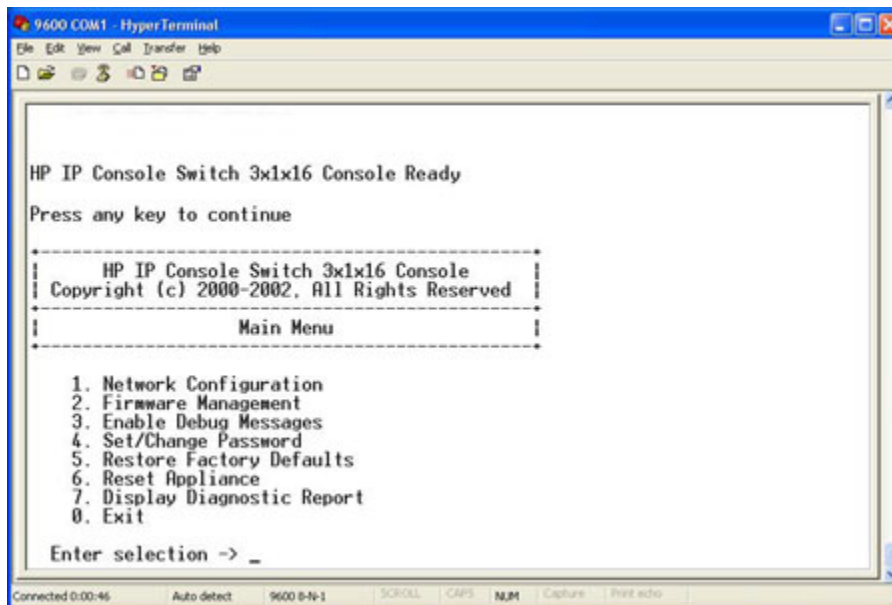 9600 COM1 - HyperTerminal
File Edit View Call Transfer Help
HP IP Console Switch 3x1x16 Console Ready
Press any key to continue
HP IP Console Switch 3x1x16 Console
Copyright (c) 2000-2002, All Rights Reserved
Main Menu
1. Network Configuration
2. Firmware Management
3. Enable Debug Messages
4. Set/Change Password
5. Restore Factory Defaults
6. Reset Appliance
7. Display Diagnostic Report
0. Exit
Enter selection -> _
Connected 0:00:46 Auto detect 9600 8-N-1 SCROLL CAPS NUM Capture Print echo